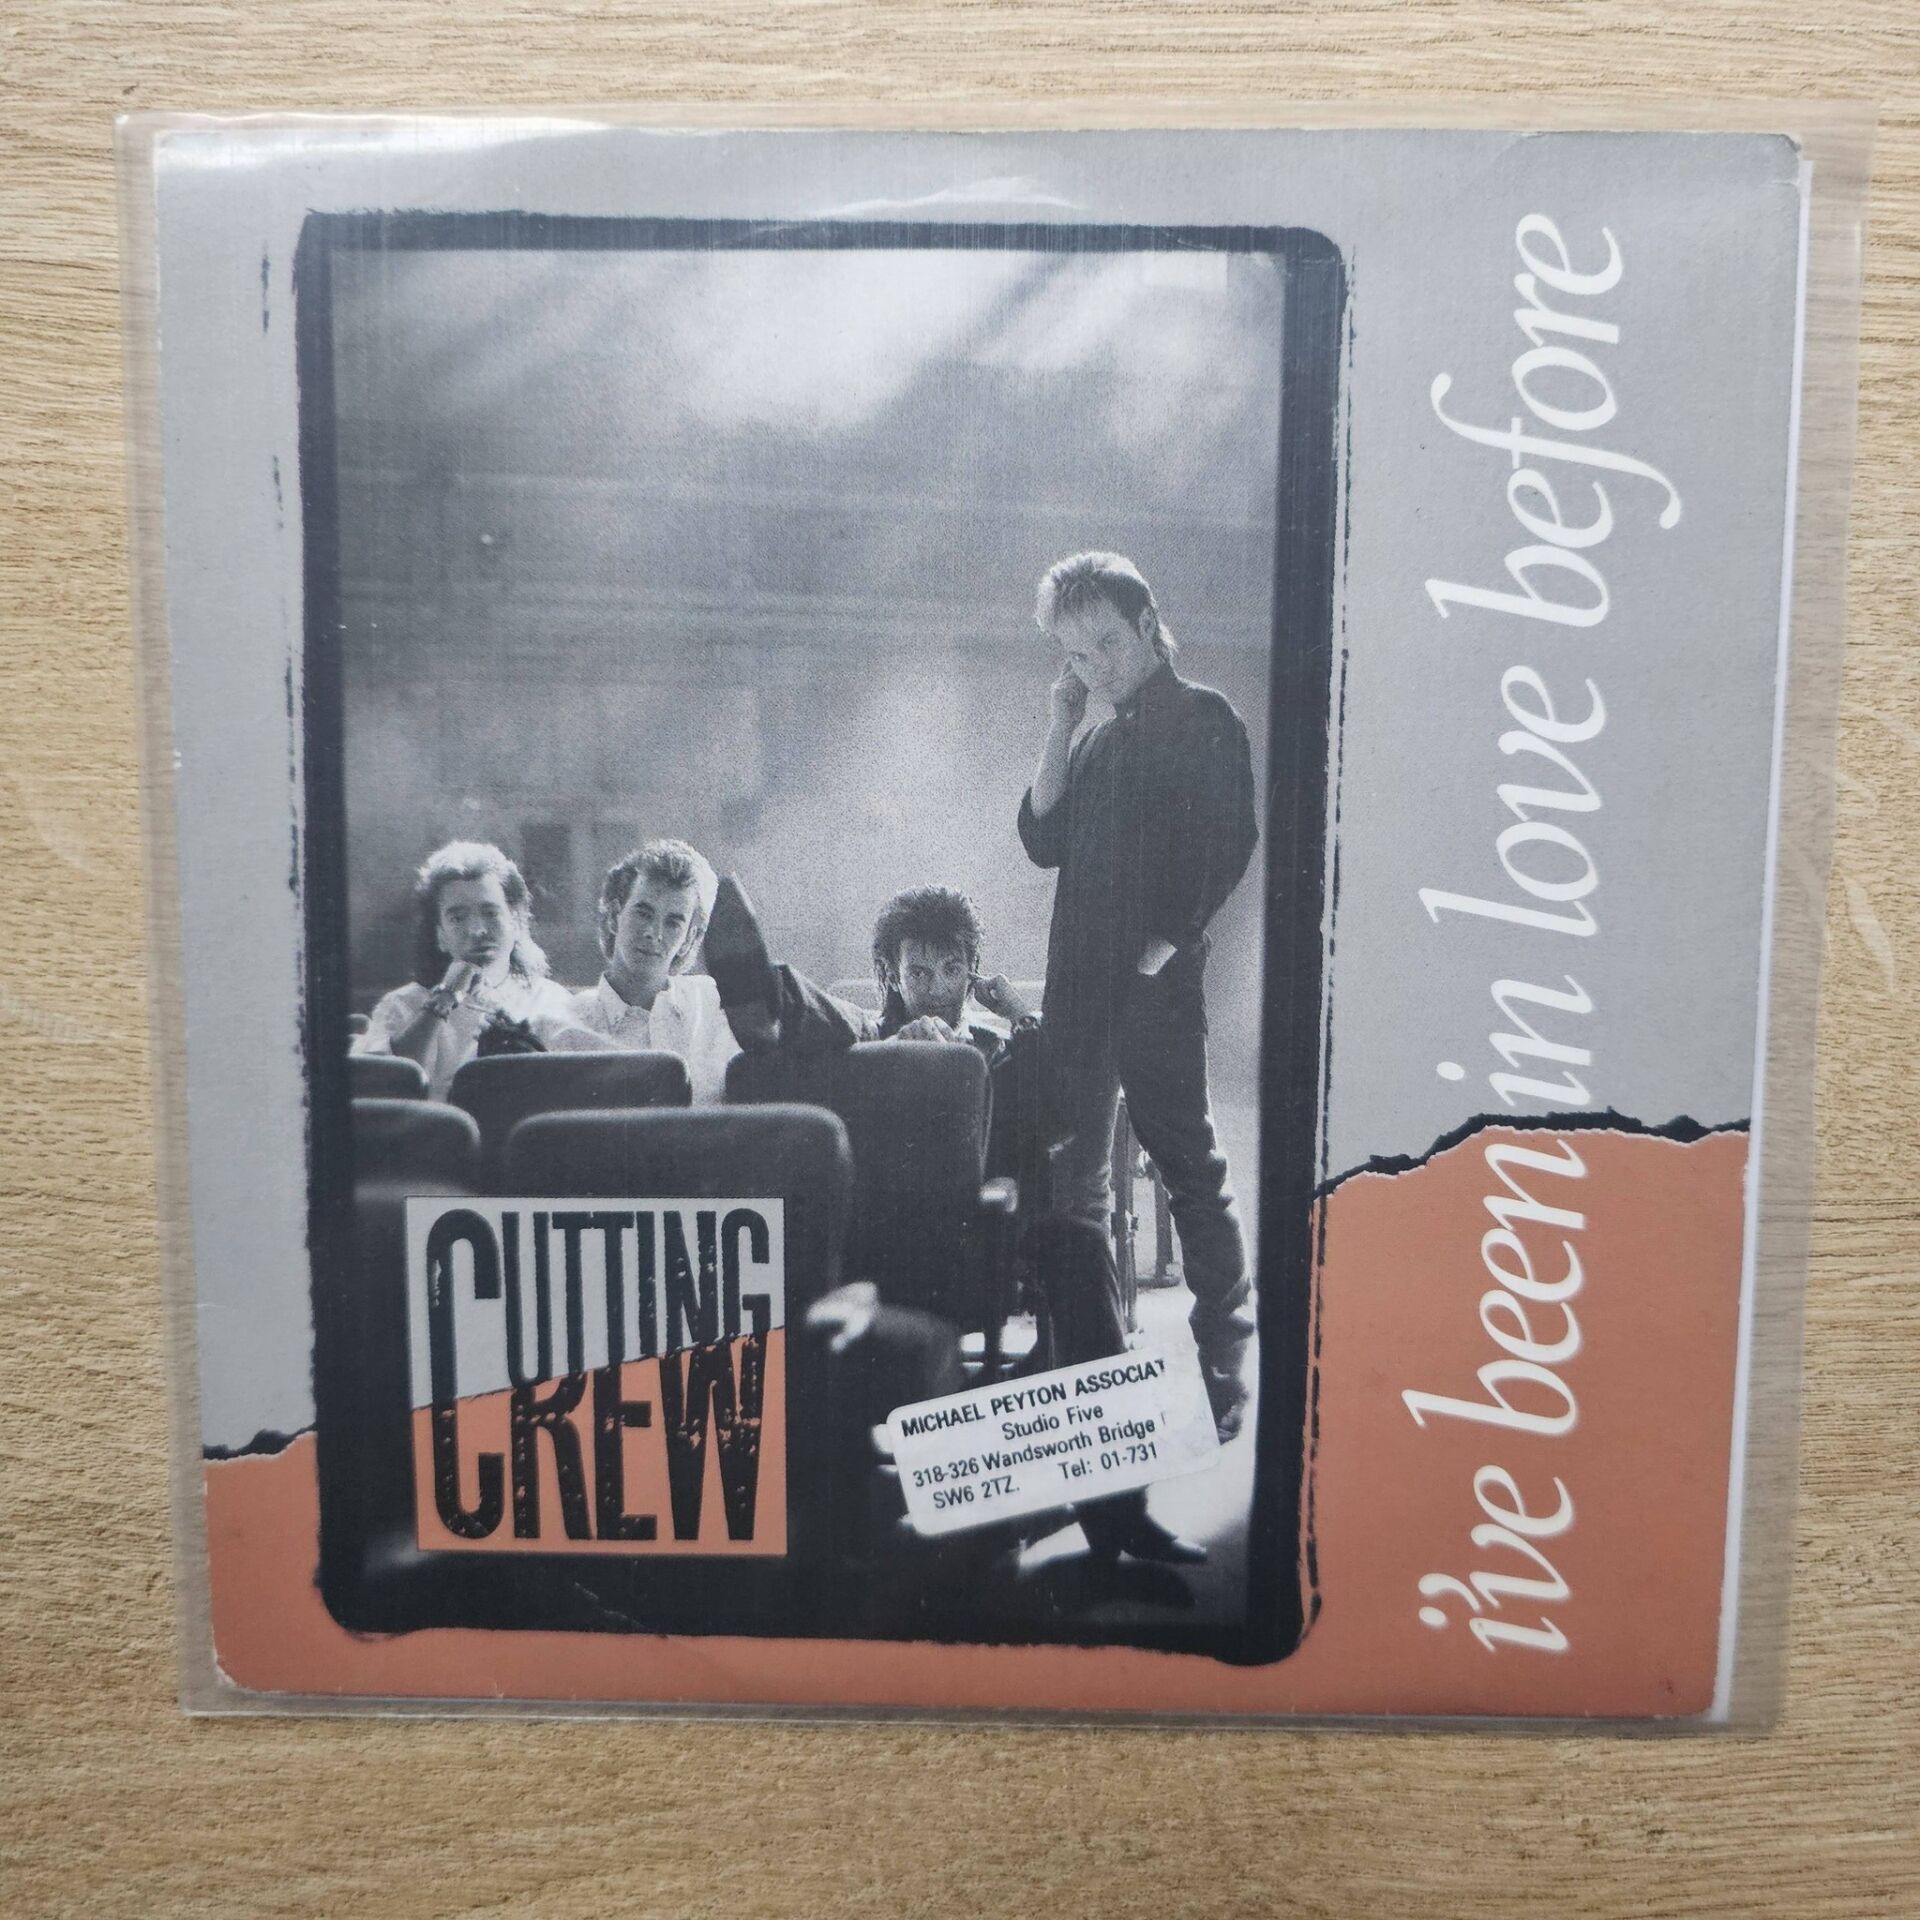 i've been in love before
CUTTING
CREW
MICHAEL PEYTON ASSOCIAT
Studio Five
318-326 Wandsworth Bridge
SW6 2TZ. Tel: 01-731